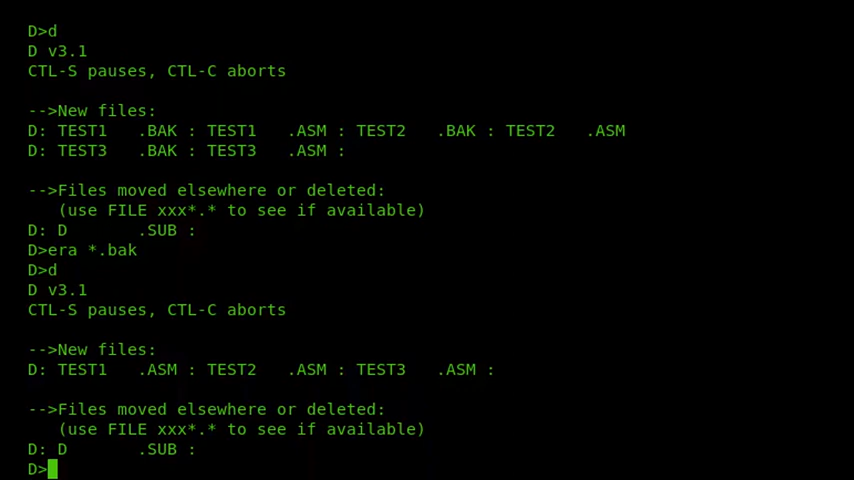 D>d
D v3.1
CTL-S pauses, CTL-C aborts
-->New files:
D: TEST1   .BAK : TEST1   .ASM : TEST2   .BAK : TEST2   .ASM
D: TEST3   .BAK : TEST3   .ASM :
-->Files moved elsewhere or deleted:
   (use FILE xxx*.* to see if available)
D: D       .SUB :
D>era *.bak
D>d
D v3.1
CTL-S pauses, CTL-C aborts
-->New files:
D: TEST1   .ASM : TEST2   .ASM : TEST3   .ASM :
-->Files moved elsewhere or deleted:
   (use FILE xxx*.* to see if available)
D: D       .SUB :
D>